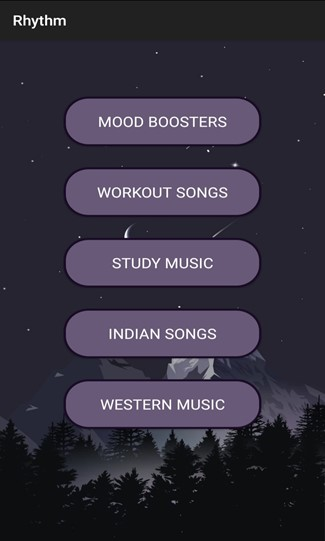 Rhythm
MOOD BOOSTERS
WORKOUT SONGS
STUDY MUSIC
INDIAN SONGS
WESTERN MUSIC